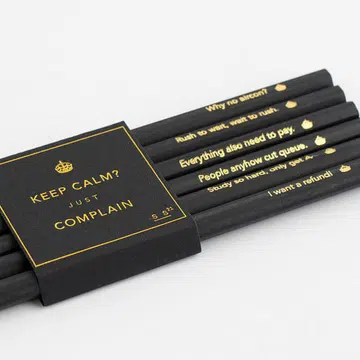 KEEP CALM?
JUST
COMPLAIN
Why no aircon?
Rush to wait, wait to rush.
Everything also need to pay.
People anyhow cut queue.
Study so hard, only get
I want a refund!